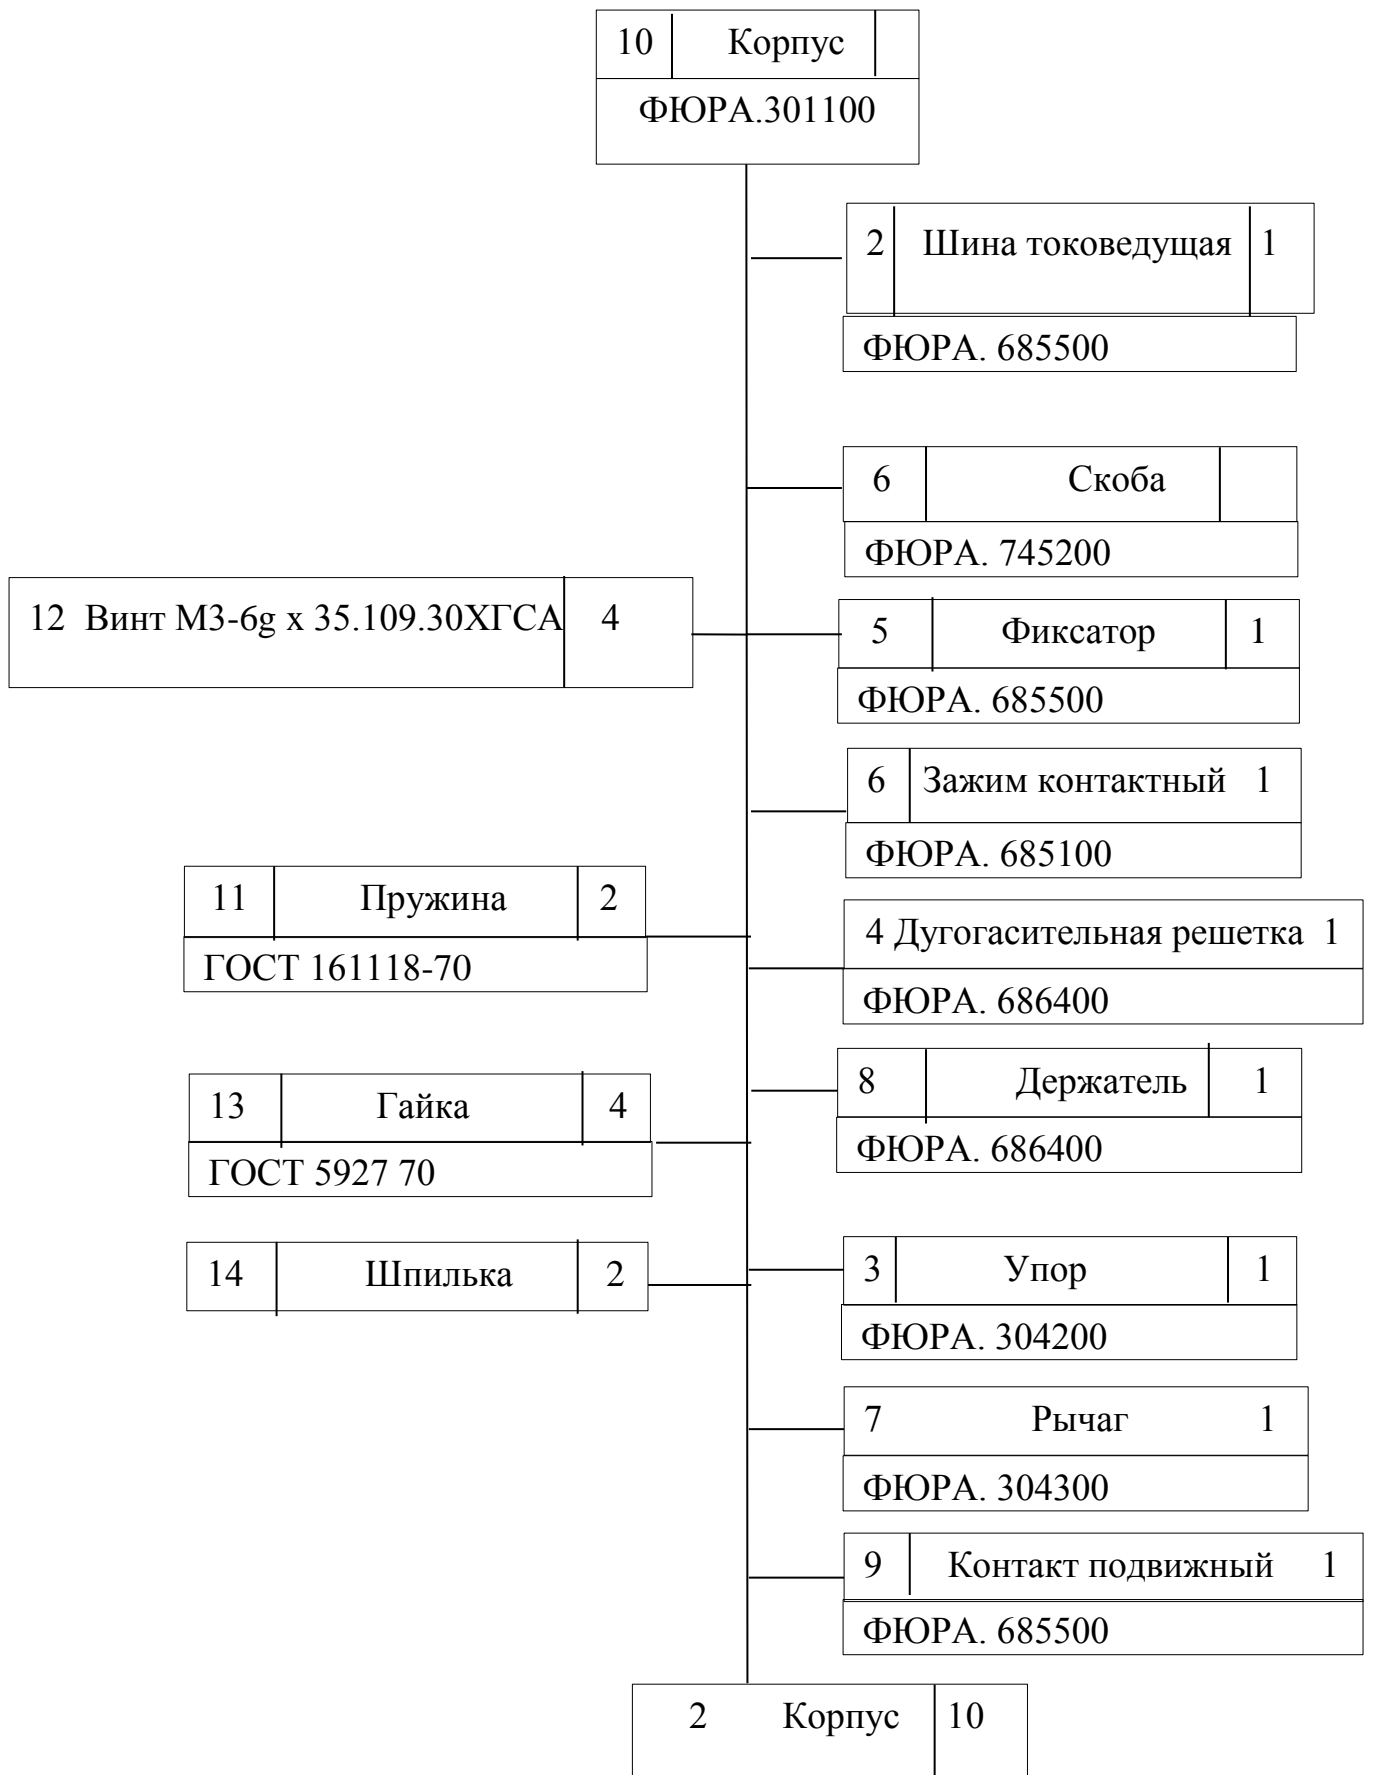 10 Корпус
ФЮРА.301100
2 Шина токоведущая 1
ФЮРА. 685500
6 Скоба
ФЮРА. 745200
12 Винт М3-6g х 35.109.30ХГСА 4
5 Фиксатор 1
ФЮРА. 685500
6 Зажим контактный 1
ФЮРА. 685100
11 Пружина 2
ГОСТ 161118-70
4 Дугогасительная решетка 1
ФЮРА. 686400
8 Держатель 1
ФЮРА. 686400
13 Гайка 4
ГОСТ 5927 70
14 Шпилька 2
3 Упор 1
ФЮРА. 304200
7 Рычаг 1
ФЮРА. 304300
9 Контакт подвижный 1
ФЮРА. 685500
2 Корпус 10